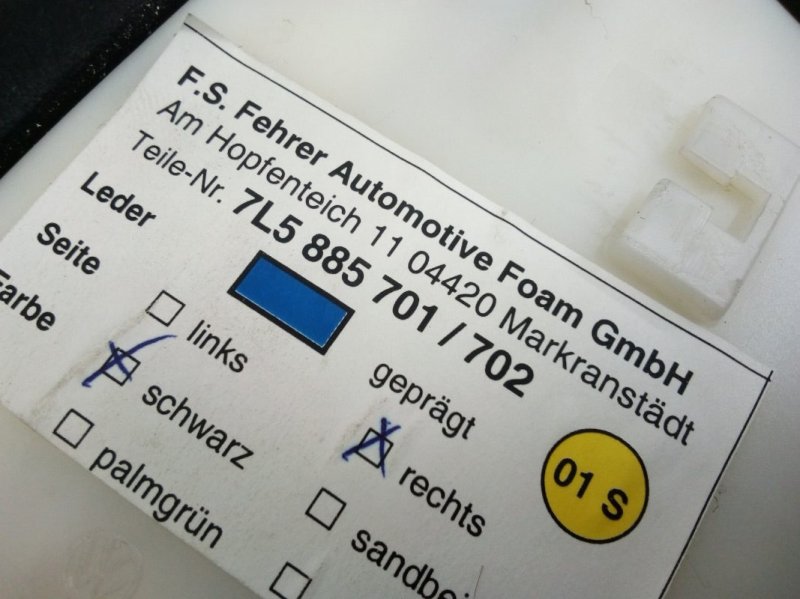 F.S. Fehrer Automotive Foam GmbH
Am Hopfenteich 11 04420 Markranstädt
Teile-Nr. 7L5 885 701 / 702
Leder geprägt
Seite links rechts
Farbe schwarz
palmgrün
01 S